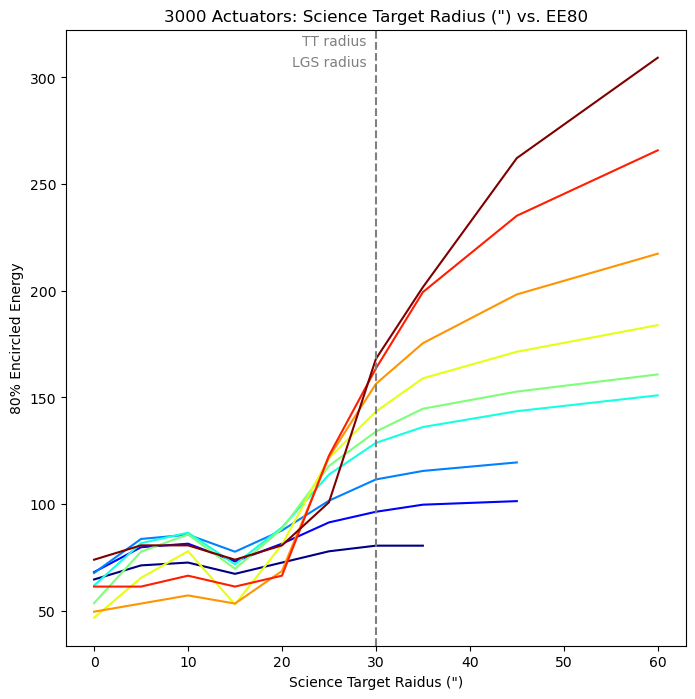 3000 Actuators: Science Target Radius (") vs. EE80
TT radius
LGS radius
300
250
200
150
100
50
80% Encircled Energy
0 10 20 30 40 50 60
Science Target Raidus (")